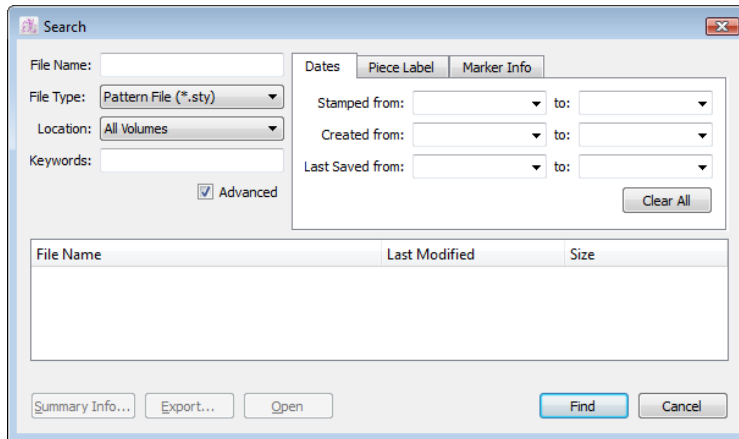 Search
File Name:
File Type: Pattern File (*.sty)
Location: All Volumes
Keywords:
Advanced
Dates Piece Label Marker Info
Stamped from: to:
Created from: to:
Last Saved from: to:
Clear All
File Name Last Modified Size
Summary Info... Export... Open Find Cancel